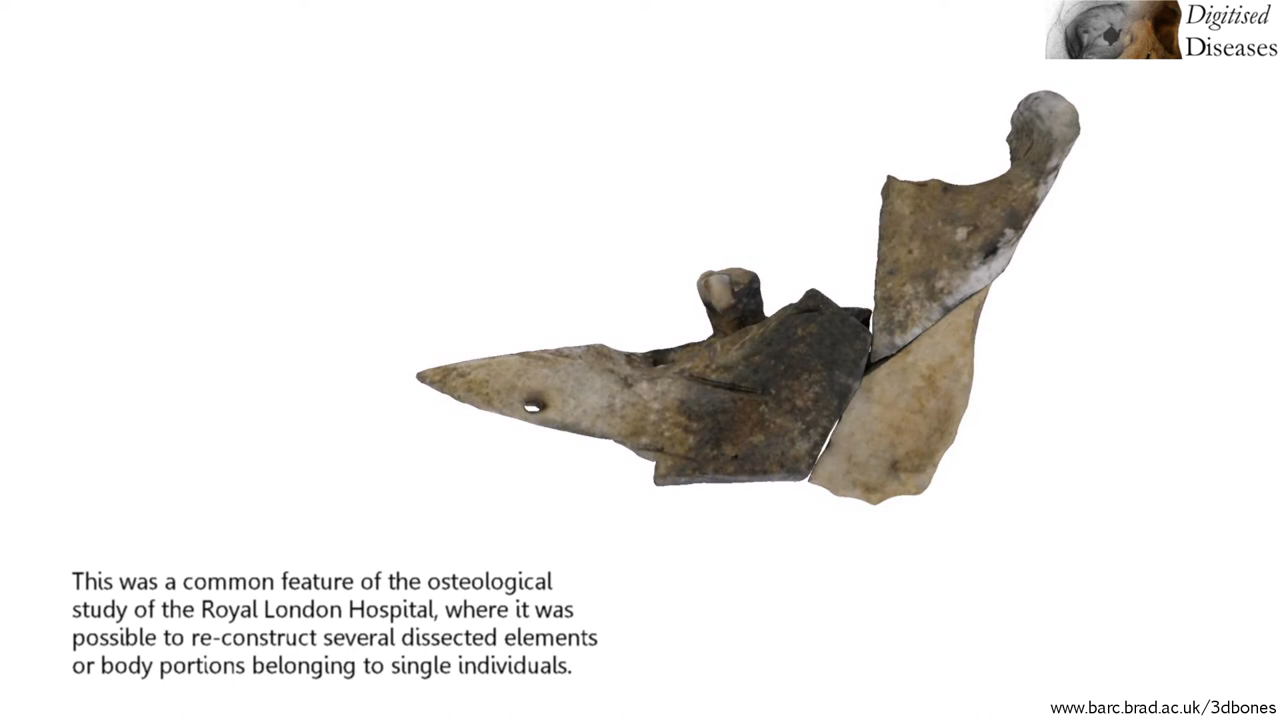 Digitised
Diseases
This was a common feature of the osteological
study of the Royal London Hospital, where it was
possible to re-construct several dissected elements
or body portions belonging to single individuals.
www.barc.brad.ac.uk/3dbones